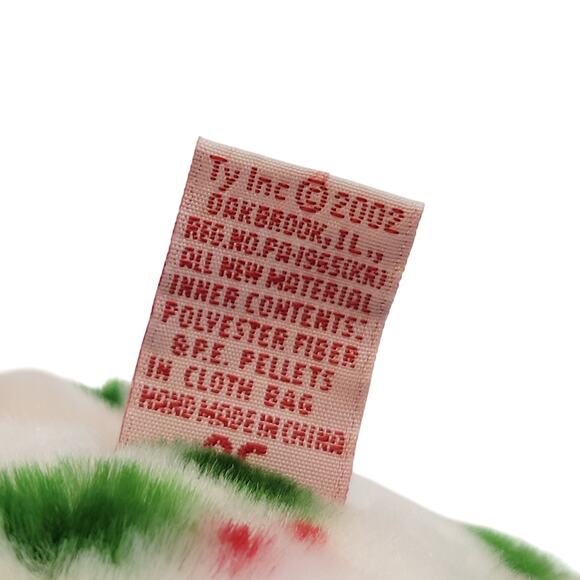 Ty Inc © 2002
OAKBROOK, IL.,
REG.NO.PA-1965(KR)
ALL NEW MATERIAL
INNER CONTENTS:
POLYESTER FIBER
&P.E. PELLETS
IN CLOTH BAG
HAND MADE IN CHINA